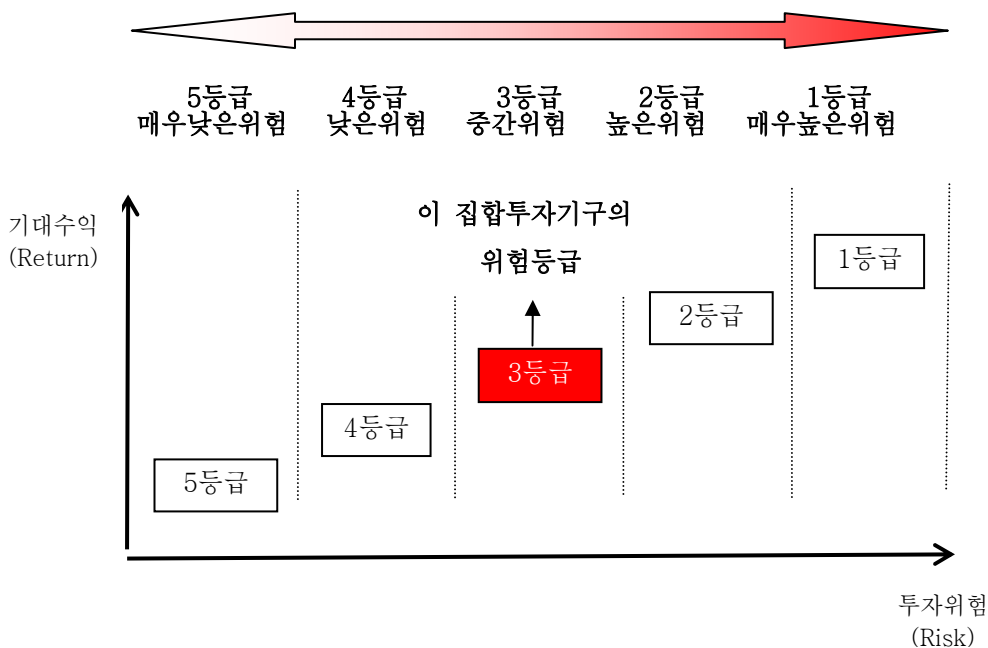 5등급 4등급 3등급 2등급 1등급
매우낮은위험 낮은위험 중간위험 높은위험 매우높은위험
기대수익
(Return)
이 집합투자기구의
위험등급
1등급
2등급
3등급
4등급
5등급
투자위험
(Risk)